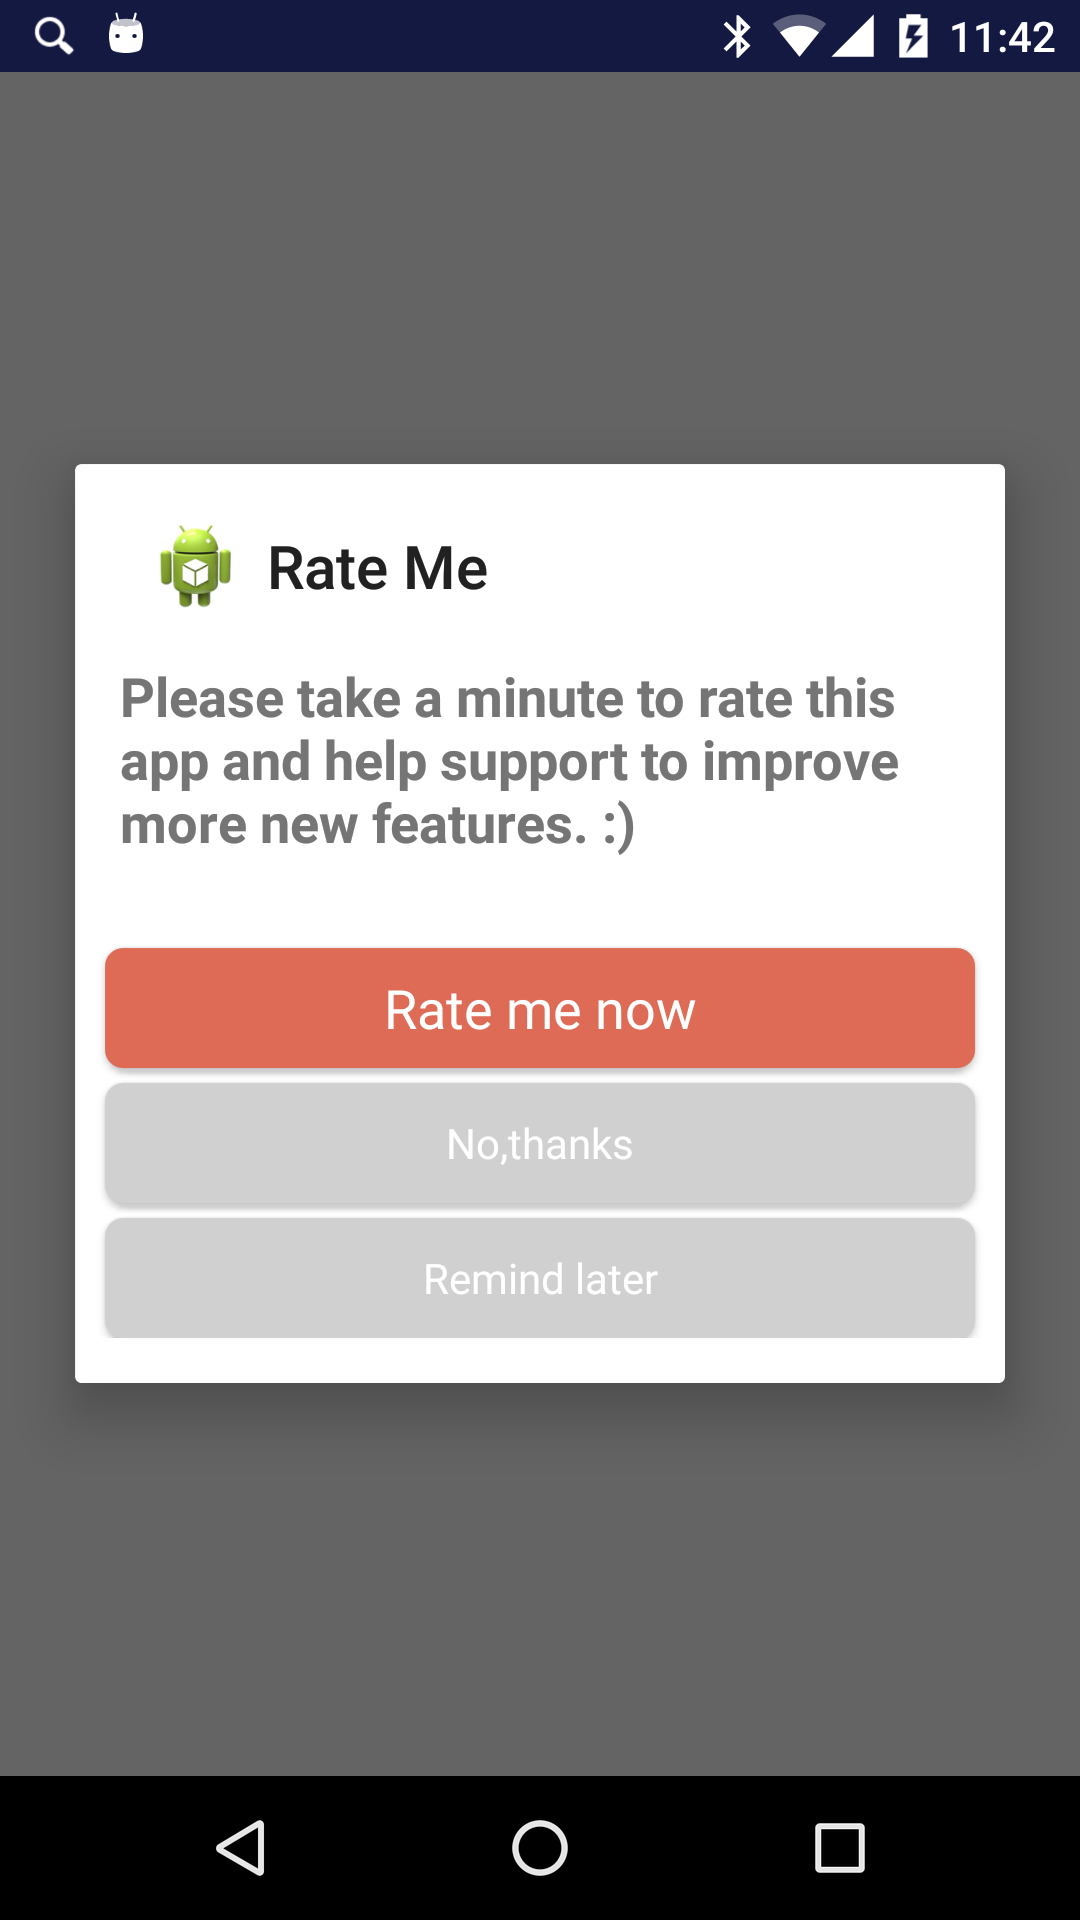 11:42
Rate Me
Please take a minute to rate this
app and help support to improve
more new features. :)
Rate me now
No,thanks
Remind later